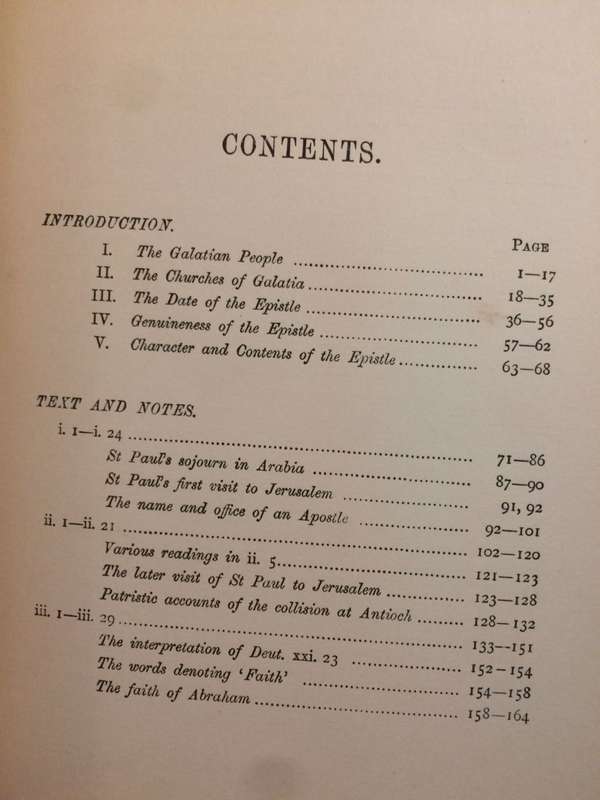 CONTENTS.
INTRODUCTION.
PAGE
I. The Galatian People 1—17
II. The Churches of Galatia 18—35
III. The Date of the Epistle 36—56
IV. Genuineness of the Epistle 57—62
V. Character and Contents of the Epistle 63—68
TEXT AND NOTES.
i. 1—i. 24 71—86
St Paul's sojourn in Arabia 87—90
St Paul's first visit to Jerusalem 91, 92
The name and office of an Apostle 92—101
ii. 1—ii. 21 102—120
Various readings in ii. 5 121—123
The later visit of St Paul to Jerusalem 123—128
Patristic accounts of the collision at Antioch 128—132
iii. 1—iii. 29 133—151
The interpretation of Deut. xxi. 23 152—154
The words denoting 'Faith' 154—158
The faith of Abraham 158—164